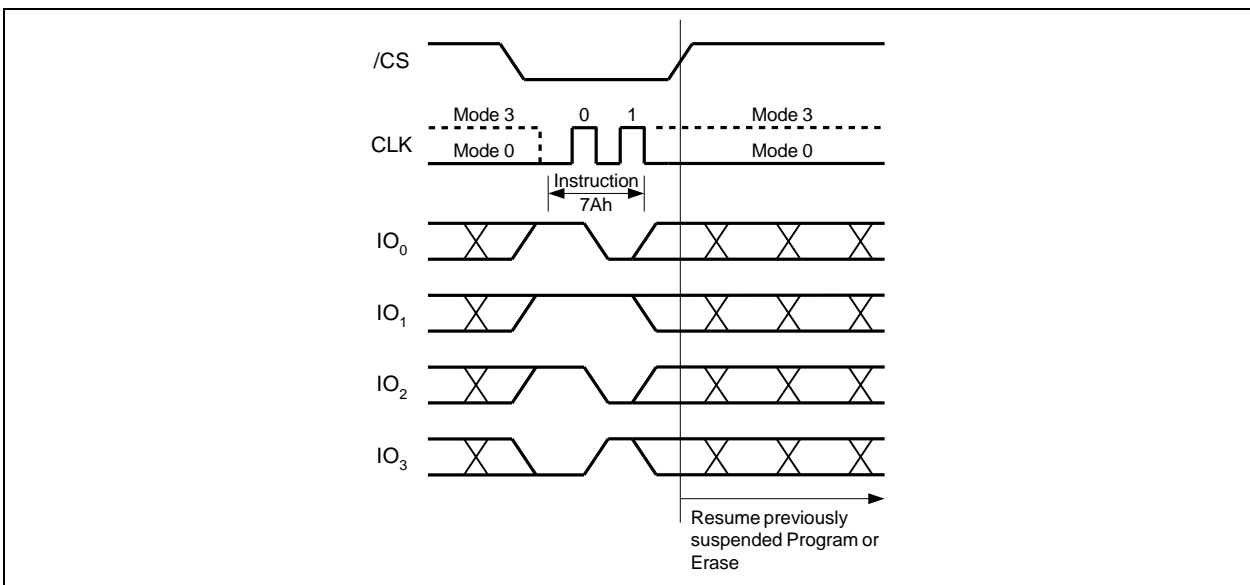 /CS
Mode 3 0 1 Mode 3
CLK
Mode 0 Mode 0
Instruction
7Ah
IO0
IO1
IO2
IO3
Resume previously
suspended Program or
Erase